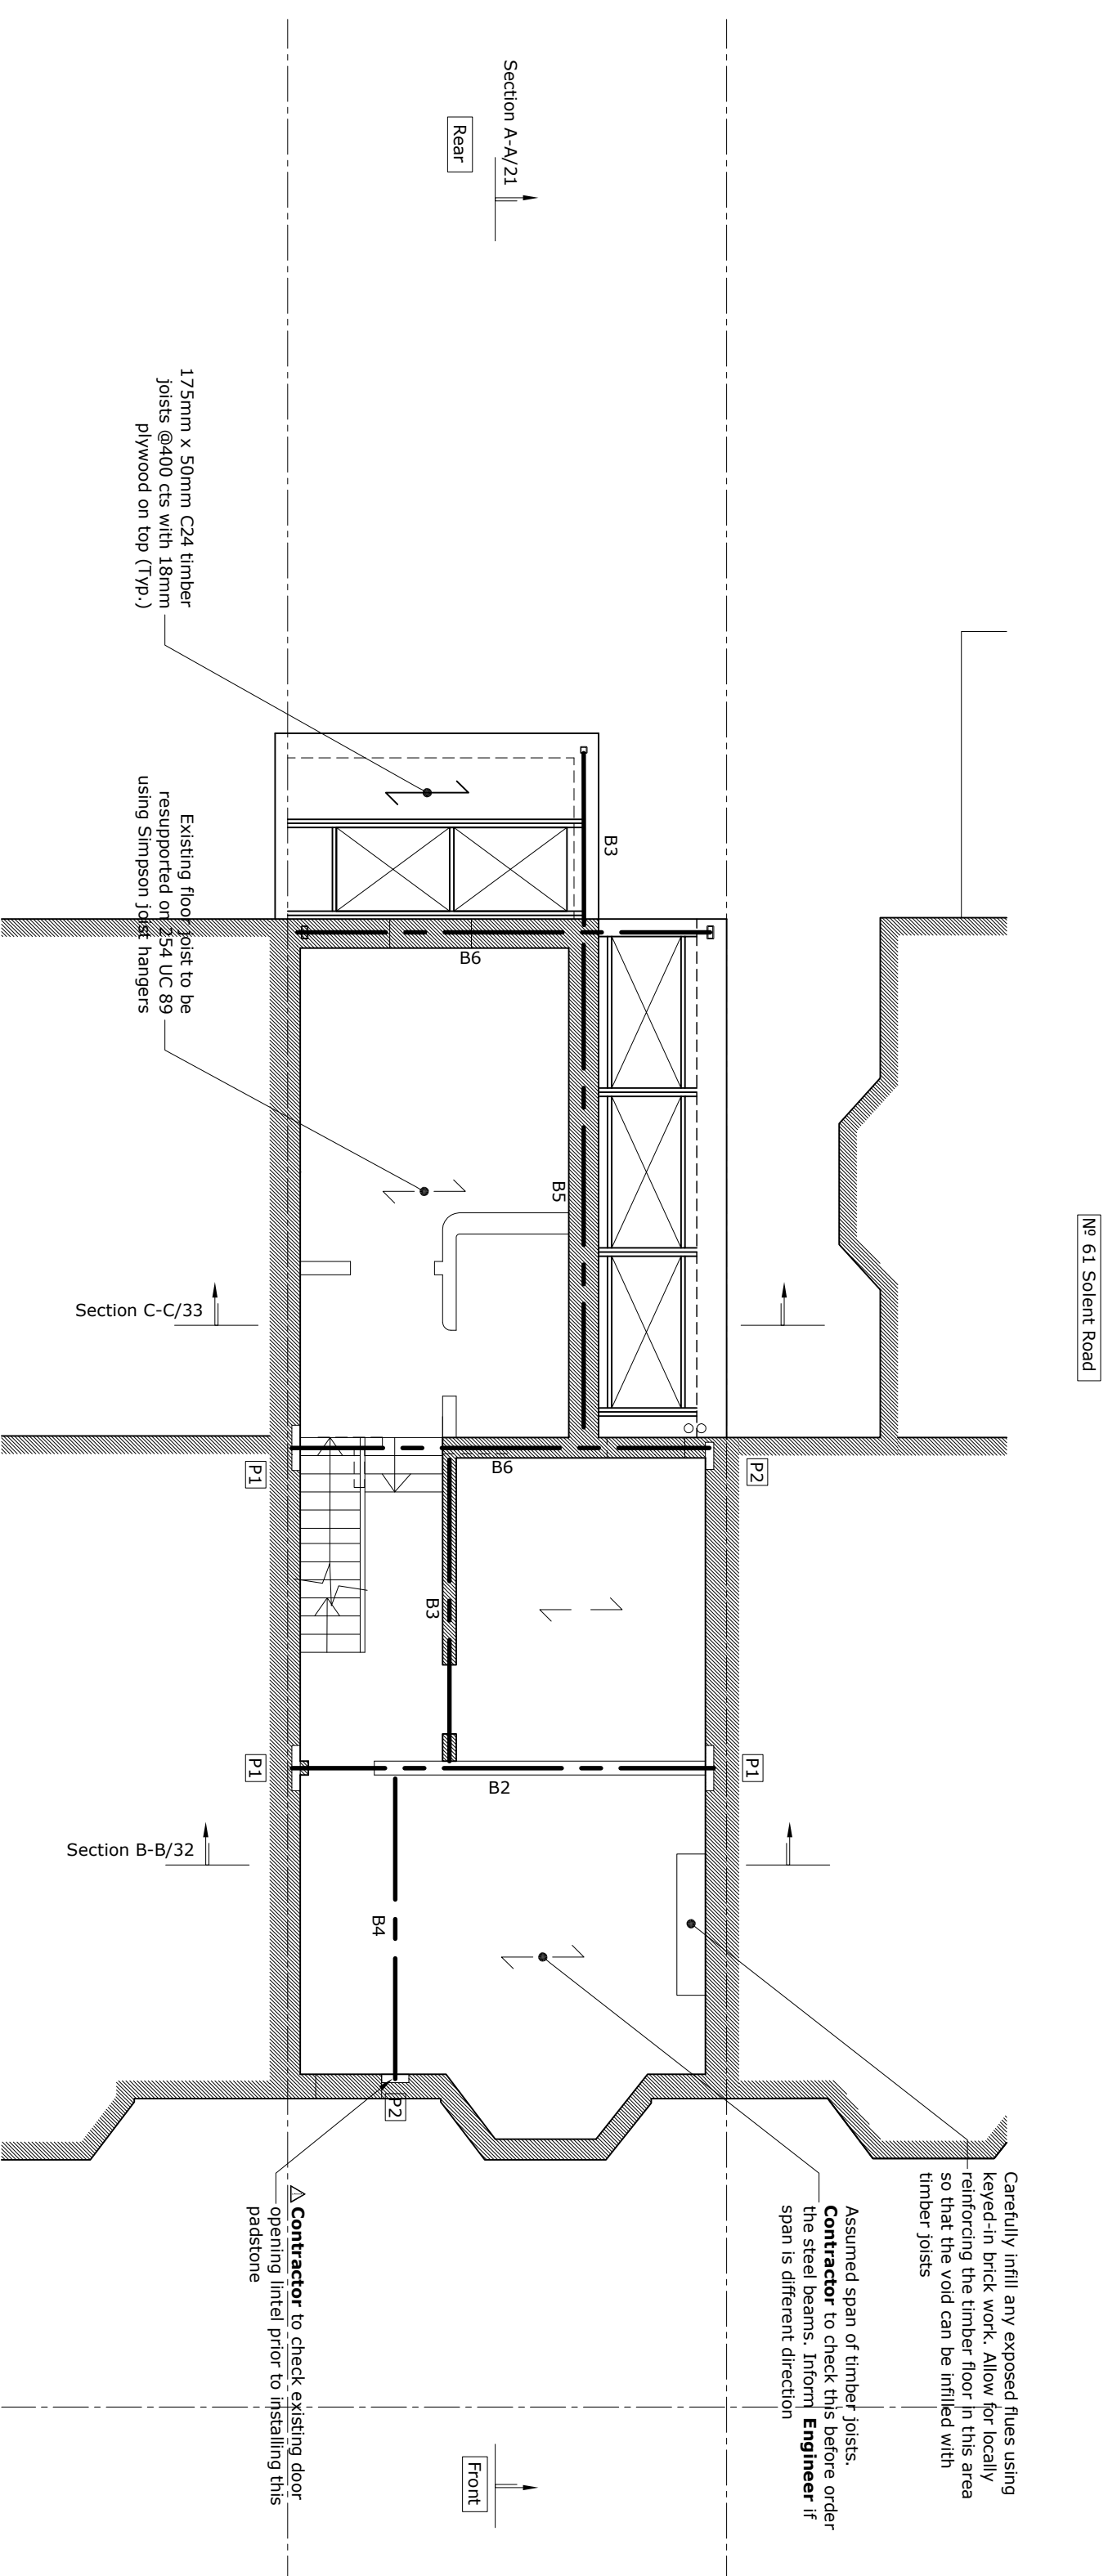 Section A-A/21
Rear
175mm x 50mm C24 timber
joists @400 cts with 18mm
plywood on top (Typ.)
Existing floor joist to be
resupported on 254 UC 89
using Simpson joist hangers
B3
B6
B5
Nº 61 Solent Road
Section C-C/33
P1
B6
P2
B3
P1
B2
P1
Section B-B/32
B4
P2
Carefully infill any exposed flues using
keyed-in brick work. Allow for locally
reinforcing the timber floor in this area
so that the void can be infilled with
timber joists
Assumed span of timber joists.
Contractor to check this before order
the steel beams. Inform Engineer if
span is different direction
Contractor to check existing door
opening lintel prior to installing this
padstone
Front